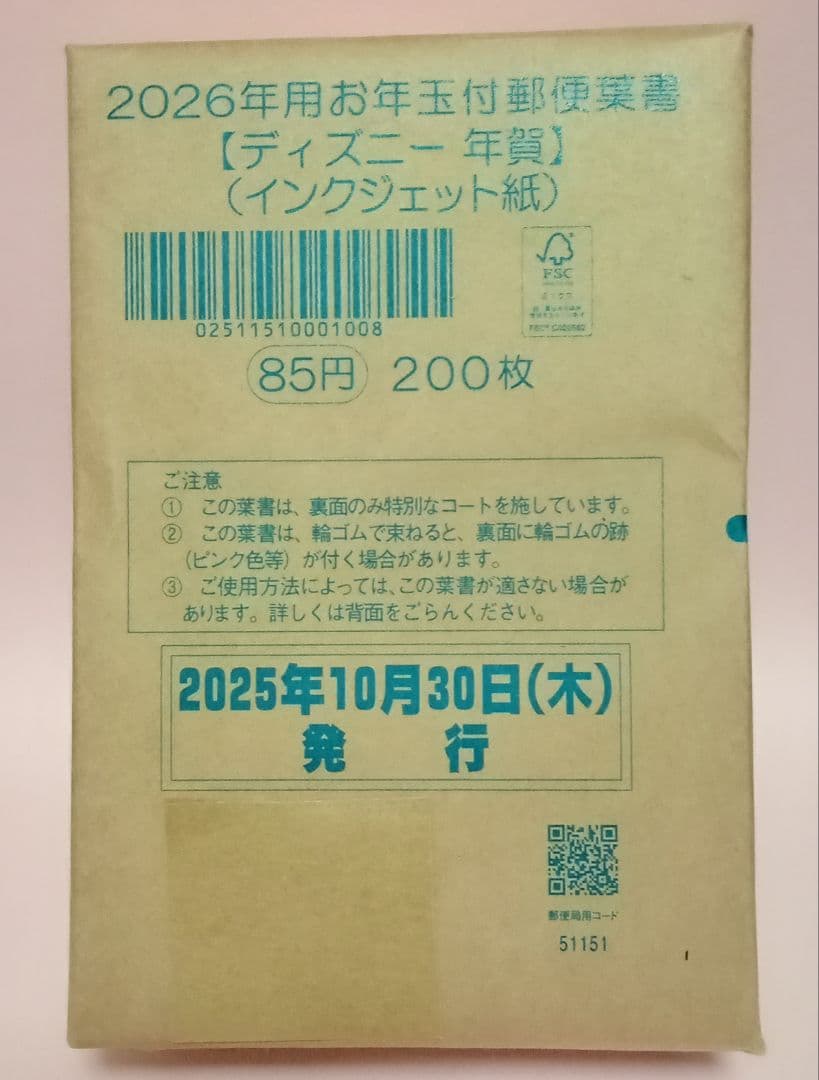 2026年用お年玉付郵便葉書
【ディズニー 年賀】
(インクジェット紙)
02511510001008
FSC
ミックス
85円 200枚
ご注意
① この葉書は、裏面のみ特別なコートを施しています。
② この葉書は、輪ゴムで束ねると、裏面に輪ゴムの跡
(ピンク色等)が付く場合があります。
③ ご使用方法によっては、この葉書が適さない場合が
あります。詳しくは背面をごらんください。
2025年10月30日(木)
発 行
郵便局用コード
51151